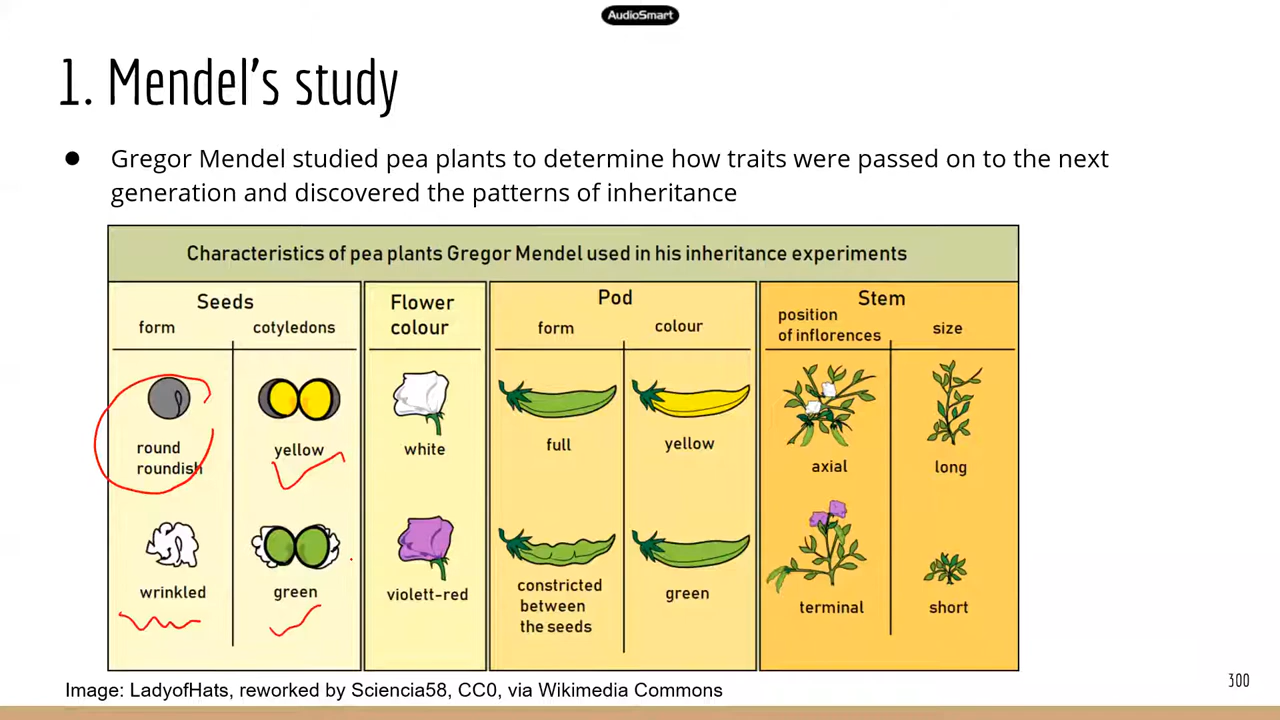 AudioSmart
1. Mendel's study
● Gregor Mendel studied pea plants to determine how traits were passed on to the next
generation and discovered the patterns of inheritance
Characteristics of pea plants Gregor Mendel used in his inheritance experiments
Seeds
form
cotyledons
round
roundish
yellow
wrinkled
green
Flower
colour
white
violett-red
Pod
form
colour
full
yellow
constricted
between
the seeds
green
Stem
position
of inflorences
size
axial
long
terminal
short
Image: LadyofHats, reworked by Sciencia58, CC0, via Wikimedia Commons
300